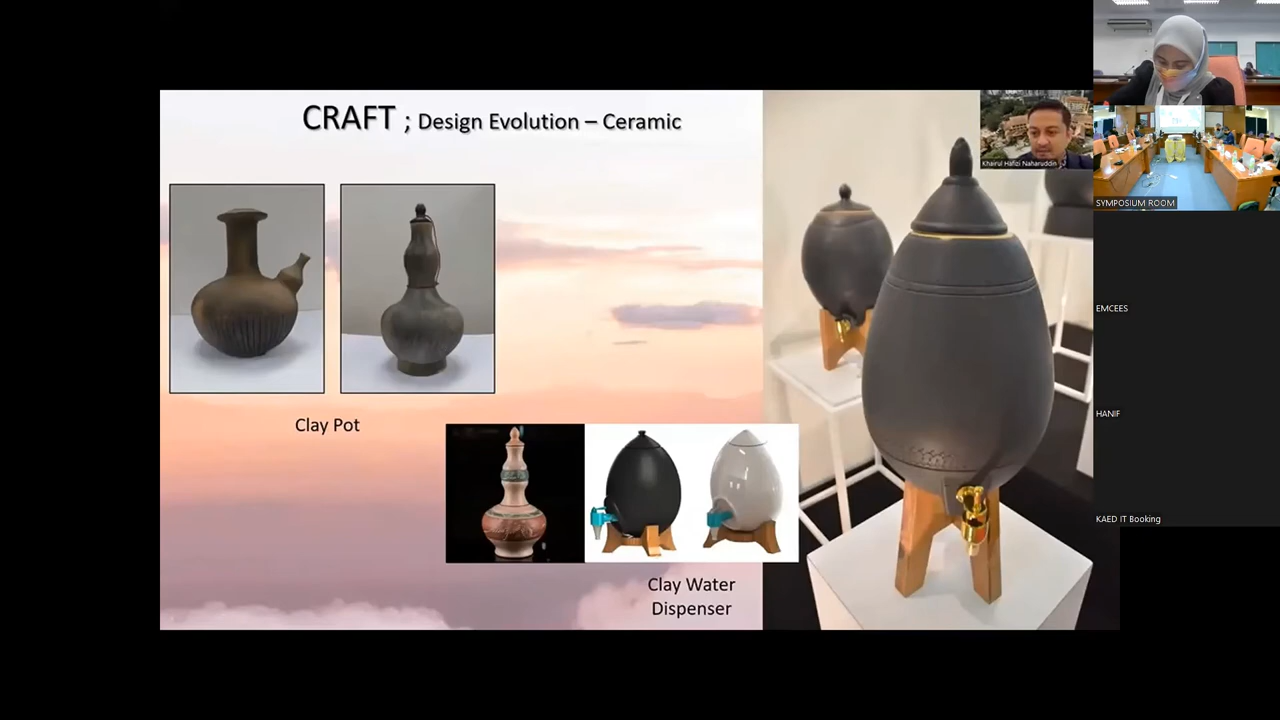 CRAFT ; Design Evolution – Ceramic
Clay Pot
Clay Water
Dispenser
Khairul Hafizi Naharuddin
SYMPOSIUM ROOM
EMCEES
HANIF
KAED IT Booking